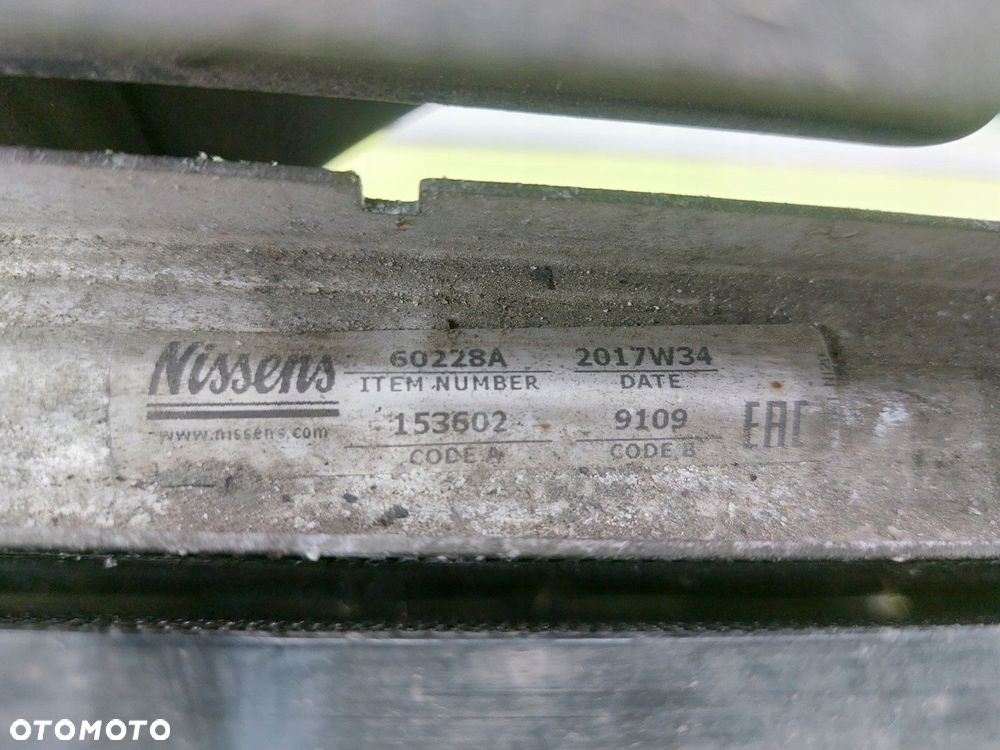 Nissens
60228A 2017W34
ITEM NUMBER DATE
153602 9109
www.nissens.com
CODE A CODE B
EAC
OTOMOTO